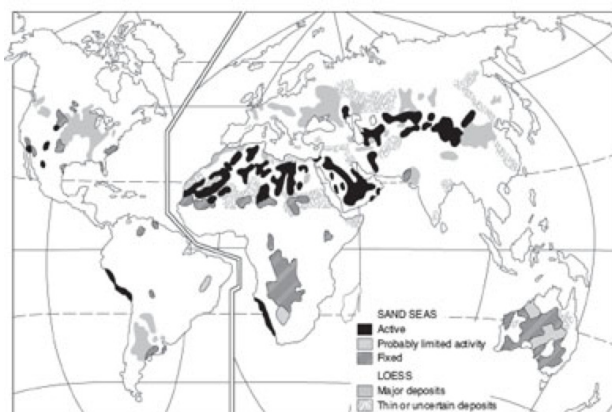 SAND SEAS
Active
Probably limited activity
Fixed
LOESS
Major deposits
Thin or uncertain deposits